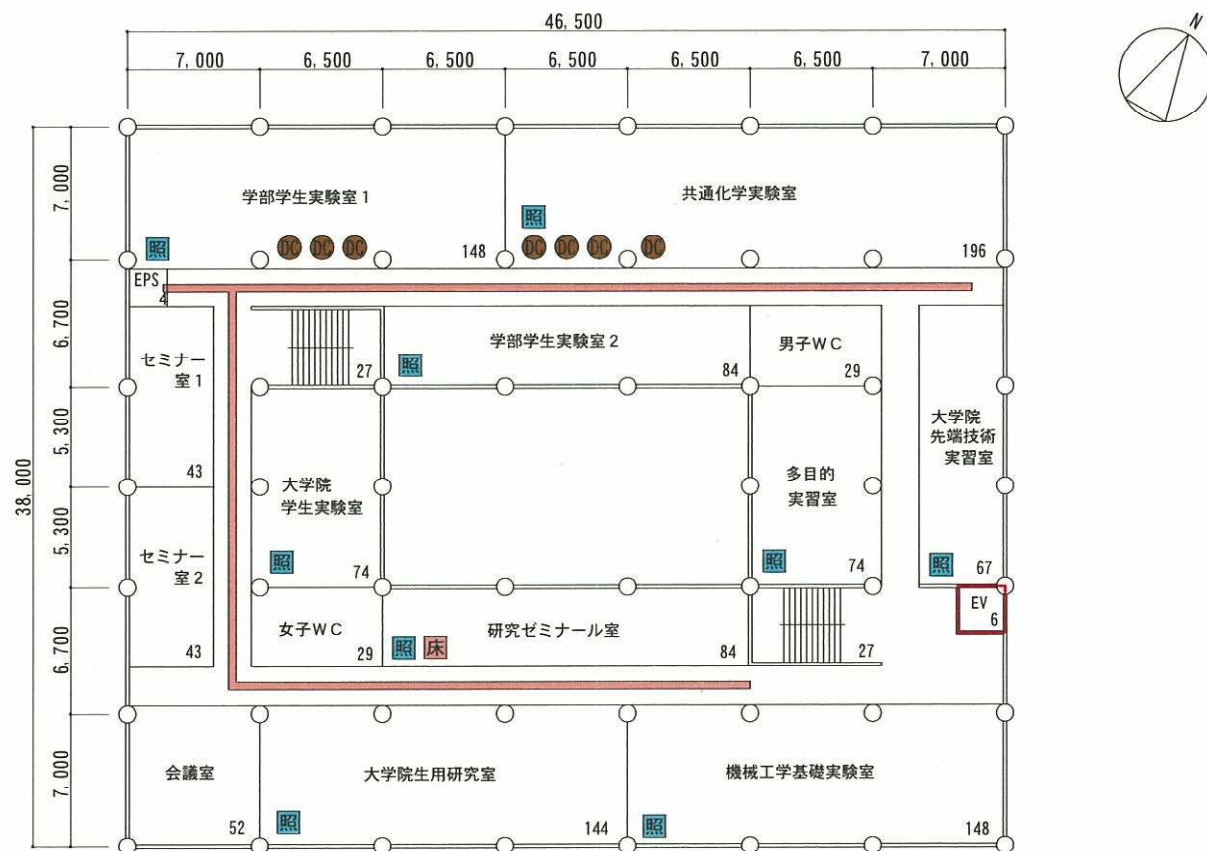 46,500
7,000 6,500 6,500 6,500 6,500 6,500 7,000
N
38,000
7,000
6,700
5,300
5,300
6,700
7,000
学部学生実験室1
照
DC DC DC
148
共通化学実験室
照
DC DC DC DC
196
EPS
4
セミナー
室1
43
27
学部学生実験室2
照
84
男子WC
29
大学院
先端技術
実習室
照
67
大学院
学生実験室
照
74
多目的
実習室
照
74
セミナー
室2
43
EV
6
女子WC
29
研究ゼミナール室
照 床
84
27
会議室
52
大学院生用研究室
照
144
機械工学基礎実験室
照
148